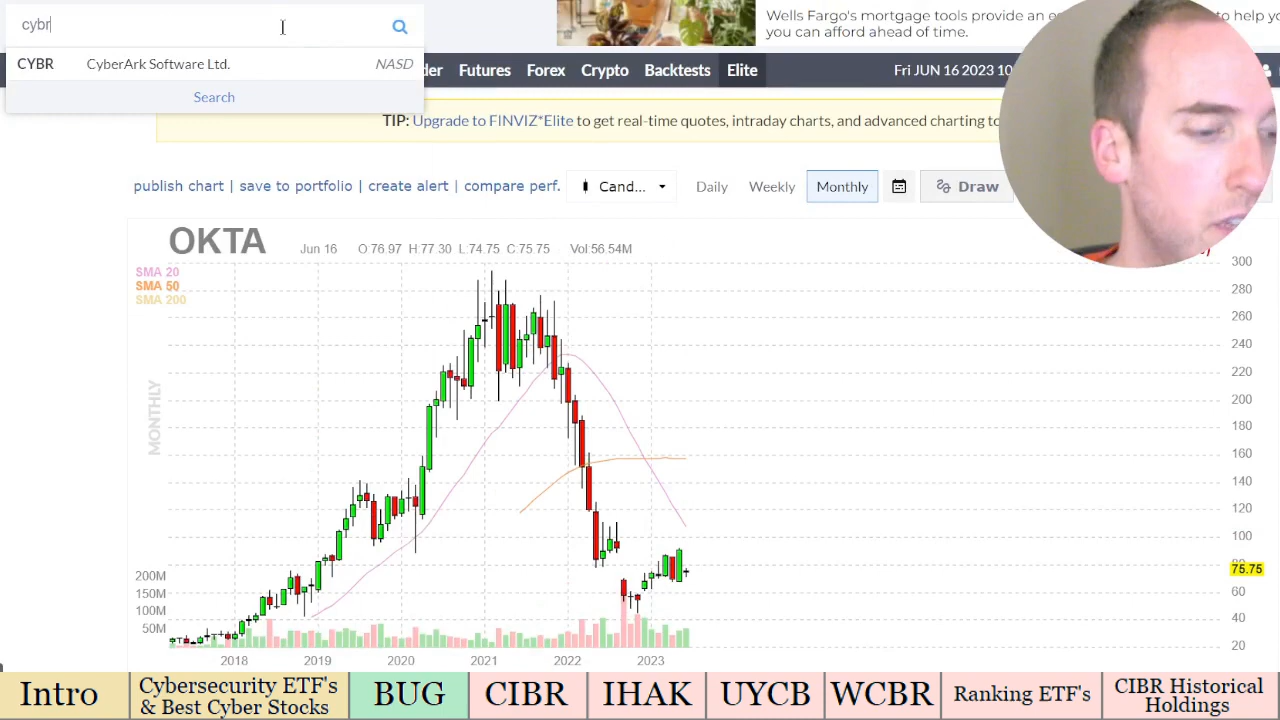 cybr
Wells Fargo's mortgage tools provide an
to help
you can afford ahead of time.
CYBR CyberArk Software Ltd. NASD
Search
Futures Forex Crypto Backtests Elite
Fri JUN 16 2023
TIP: Upgrade to FINVIZ*Elite to get real-time quotes, intraday charts, and advanced charting
publish chart | save to portfolio | create alert | compare perf.
Cand... Daily Weekly Monthly Draw
OKTA Jun 16 O 76.97 H 77.30 L 74.75 C 75.75 Vol 56.54M
SMA 20
SMA 50
SMA 200
300
280
260
240
220
200
180
160
140
120
100
75.75
60
40
20
MONTHLY
200M
150M
100M
50M
2018 2019 2020 2021 2022 2023
Intro
Cybersecurity ETF's
& Best Cyber Stocks
BUG
CIBR
IHAK
UYCB
WCBR
Ranking ETF's
CIBR Historical
Holdings